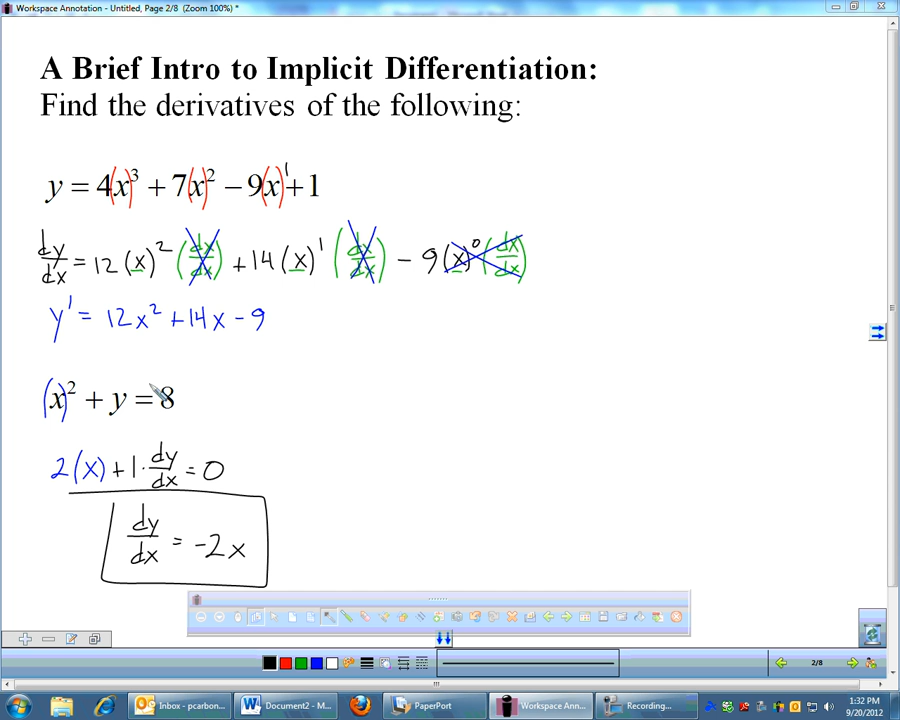 Workspace Annotation - Untitled, Page 2/8 (Zoom 100%) *
A Brief Intro to Implicit Differentiation:
Find the derivatives of the following:
y = 4(x)³ + 7(x)² − 9(x)¹ + 1
dy/dx = 12(x)² (dx/dx) + 14(x)¹ (dx/dx) − 9(x)⁰ (dx/dx)
y' = 12x² + 14x − 9
(x)² + y = 8
2(x) + 1 · dy/dx = 0
dy/dx = -2x
2/8
Inbox - pcarbon...
Document2 - M...
PaperPort
Workspace Ann...
Recording...
1:32 PM
9/20/2012